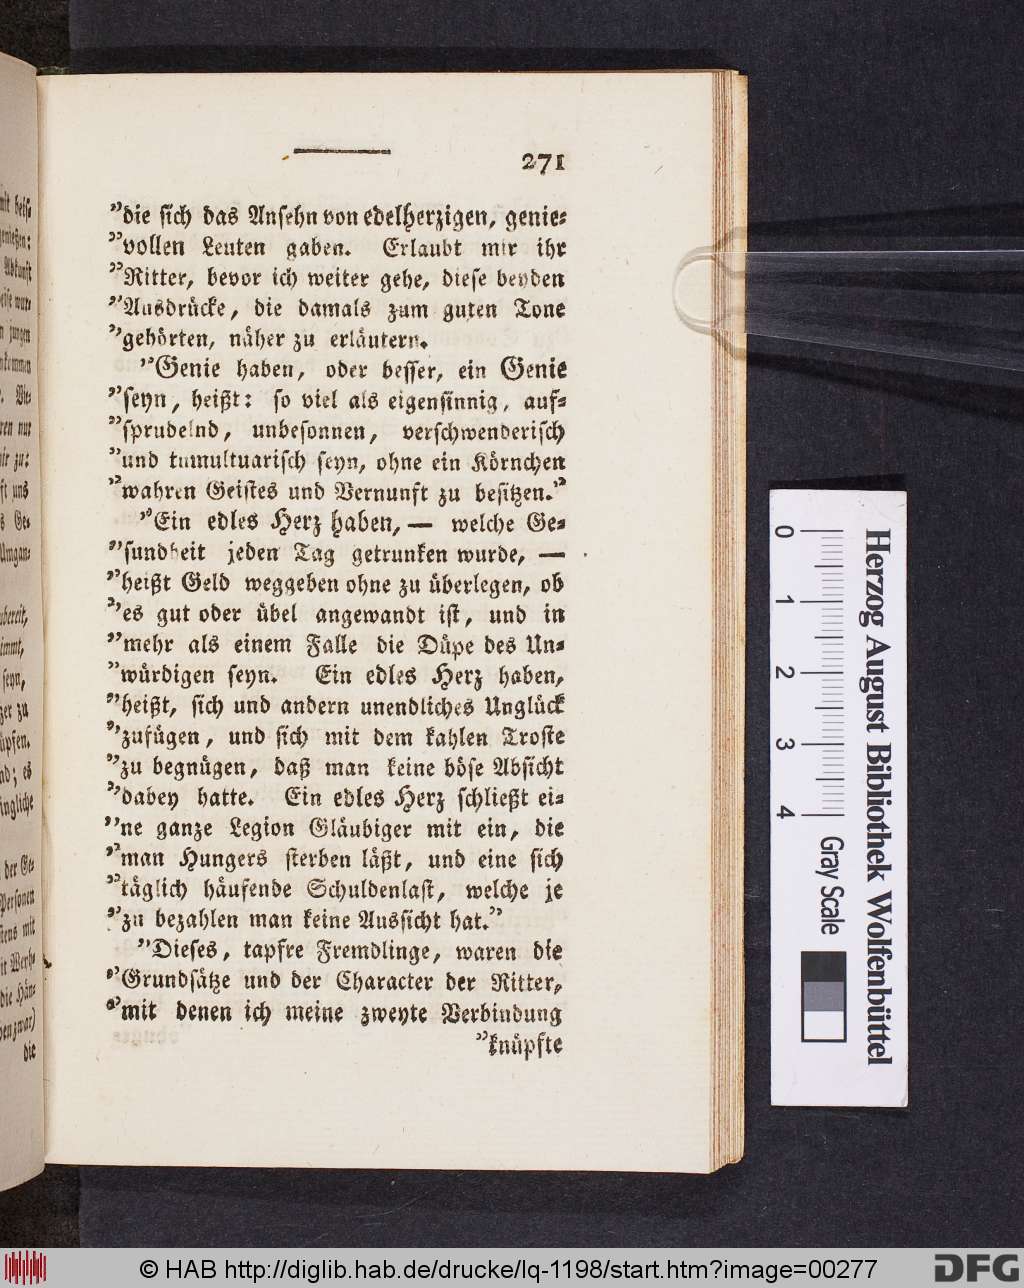 271
”die sich das Ansehn von edelherzigen, genie-
”vollen Leuten gaben. Erlaubt mir ihr
”Ritter, bevor ich weiter gehe, diese beyden
”Ausdrücke, die damals zum guten Tone
”gehörten, näher zu erläutern.
”Genie haben, oder besser, ein Genie
”seyn, heißt: so viel als eigensinnig, auf-
”sprudelnd, unbesonnen, verschwenderisch
”und tumultuarisch seyn, ohne ein Körnchen
”wahren Geistes und Vernunft zu besitzen.”
”Ein edles Herz haben, — welche Ge-
”sundheit jeden Tag getrunken wurde, —
”heißt Geld weggeben ohne zu überlegen, ob
”es gut oder übel angewandt ist, und in
”mehr als einem Falle die Düpe des Un-
”würdigen seyn. Ein edles Herz haben,
”heißt, sich und andern unendliches Unglück
”zufügen, und sich mit dem kahlen Troste
”zu begnügen, daß man keine böse Absicht
”dabey hatte. Ein edles Herz schließt ei-
”ne ganze Legion Gläubiger mit ein, die
”man Hungers sterben läßt, und eine sich
”täglich häufende Schuldenlast, welche je
”zu bezahlen man keine Aussicht hat.”
”Dieses, tapfre Fremdlinge, waren die
”Grundsätze und der Character der Ritter,
”mit denen ich meine zweyte Verbindung
”knüpfte
0 1 2 3 4
Gray Scale
Herzog August Bibliothek Wolfenbüttel
© HAB http://diglib.hab.de/drucke/lq-1198/start.htm?image=00277
DFG